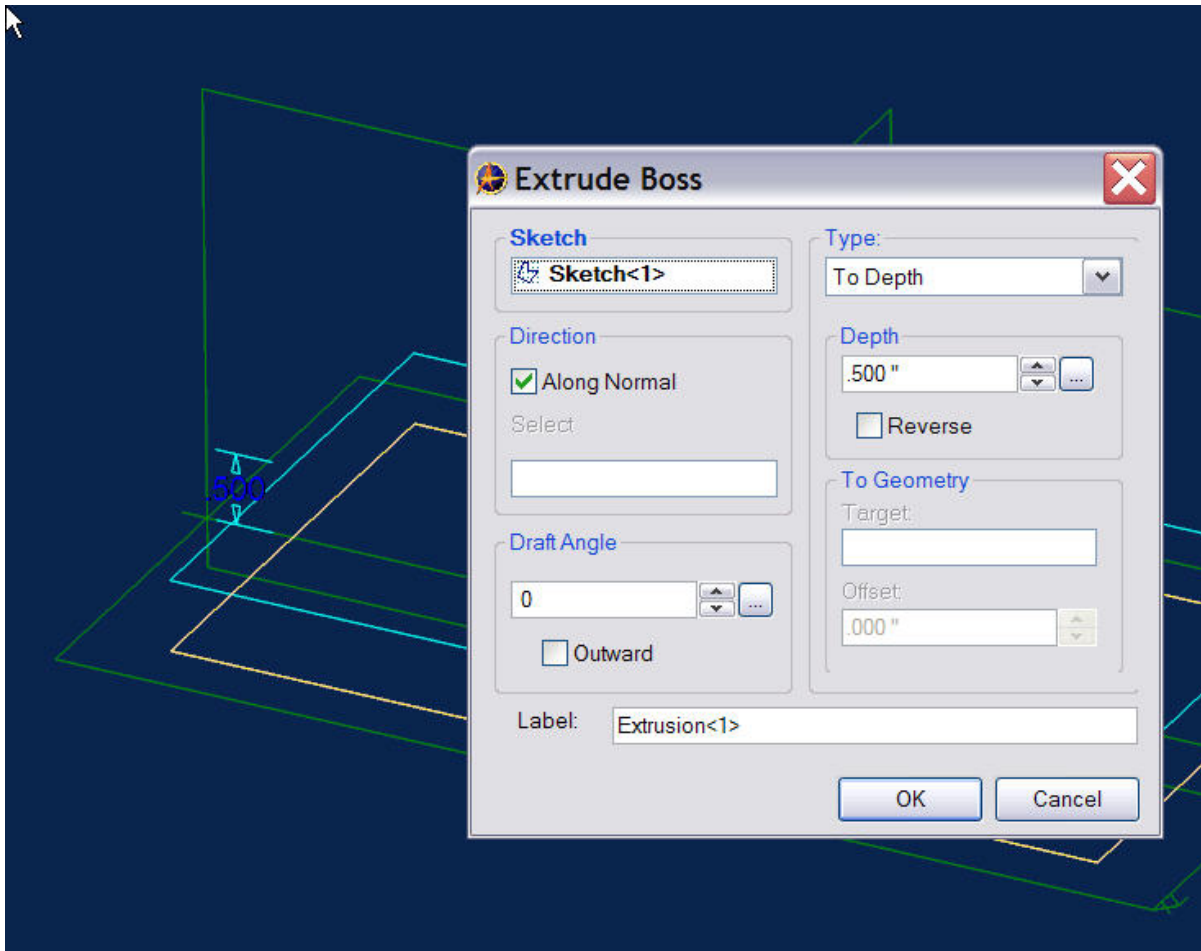 Extrude Boss
Sketch
Sketch<1>
Direction
Along Normal
Select
Draft Angle
0
...
Outward
Type:
To Depth
Depth
.500 "
...
Reverse
To Geometry
Target:
Offset:
.000 "
Label:
Extrusion<1>
OK
Cancel
.500